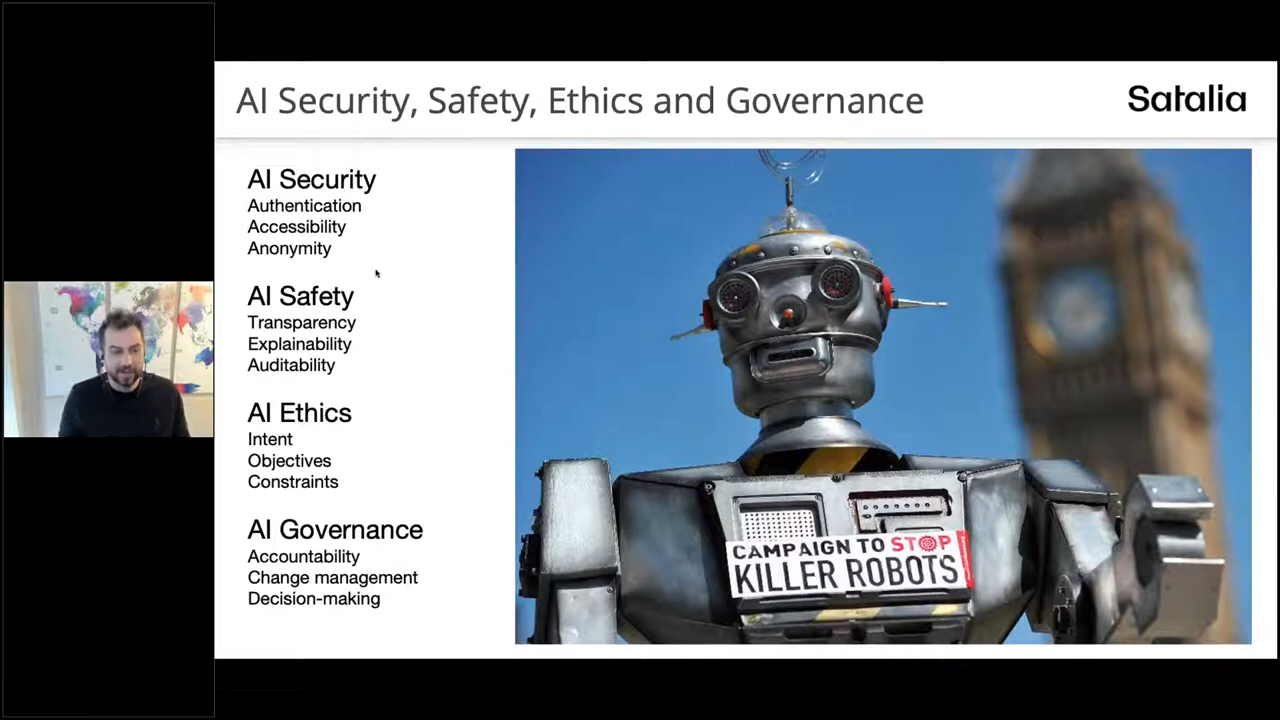 AI Security, Safety, Ethics and Governance
Satalia
AI Security
Authentication
Accessibility
Anonymity
AI Safety
Transparency
Explainability
Auditability
AI Ethics
Intent
Objectives
Constraints
AI Governance
Accountability
Change management
Decision-making
CAMPAIGN TO STOP
KILLER ROBOTS